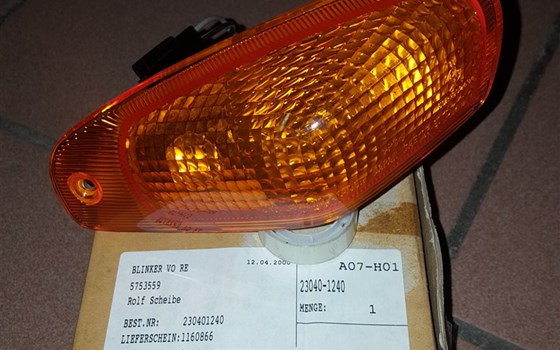 12.04.2000
A07-H01
BLINKER VO RE
5753559
23040-1240
Rolf Scheibe
MENGE: 1
BEST.NR: 230401240
LIEFERSCHEIN:1160866